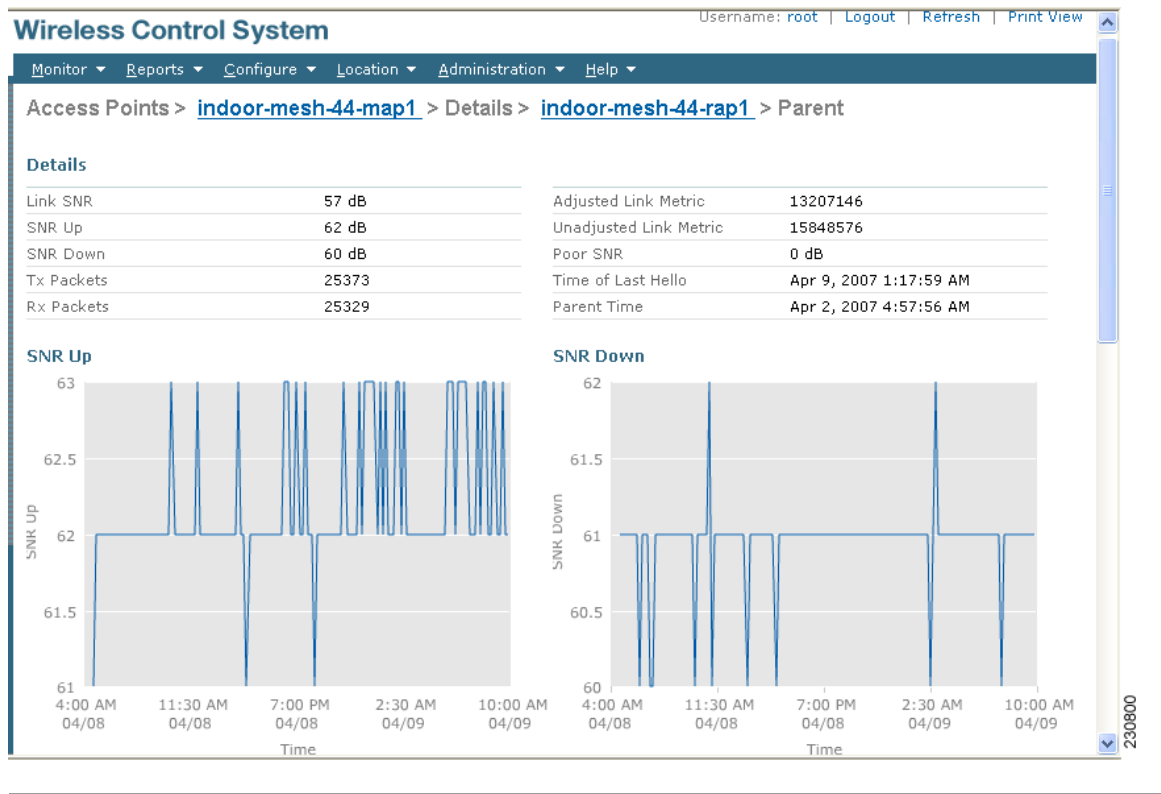 Username: root | Logout | Refresh | Print View
Wireless Control System
Monitor Reports Configure Location Administration Help
Access Points > indoor-mesh-44-map1 > Details > indoor-mesh-44-rap1 > Parent
Details
Link SNR 57 dB
SNR Up 62 dB
SNR Down 60 dB
Tx Packets 25373
Rx Packets 25329
Adjusted Link Metric 13207146
Unadjusted Link Metric 15848576
Poor SNR 0 dB
Time of Last Hello Apr 9, 2007 1:17:59 AM
Parent Time Apr 2, 2007 4:57:56 AM
SNR Up
63
62.5
62
61.5
61
SNR Up
4:00 AM 11:30 AM 7:00 PM 2:30 AM 10:00 AM
04/08 04/08 04/08 04/09 04/09
Time
SNR Down
62
61.5
61
60.5
60
SNR Down
4:00 AM 11:30 AM 7:00 PM 2:30 AM 10:00 AM
04/08 04/08 04/08 04/09 04/09
Time
230800